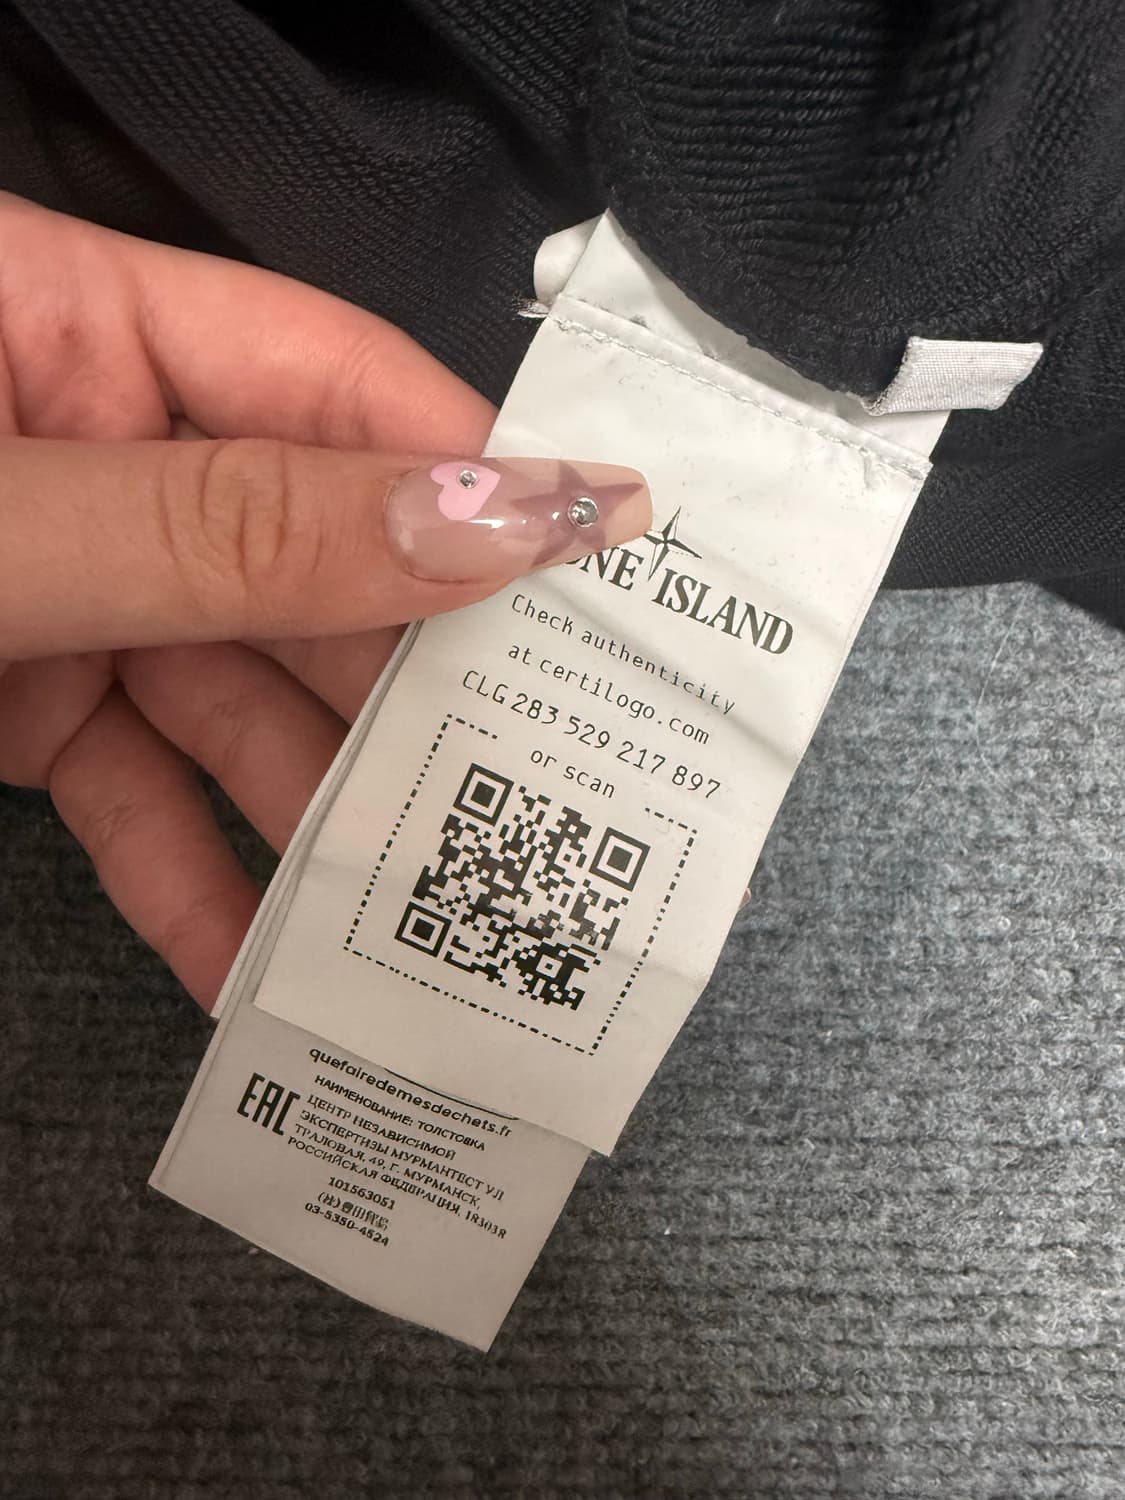 ONE ISLAND
Check authenticity
at certilogo.com
CLG 283 529 217 897
or scan
quefairedemesdechets.fr
EAC
НАИМЕНОВАНИЕ: ТОЛСТОВКА
ЦЕНТР НЕЗАВИСИМОЙ
ЭКСПЕРТИЗЫ МУРМАНТЕСТ УЛ
ТРАЛОВАЯ, 49, Г. МУРМАНСК,
РОССИЙСКАЯ ФЕДЕРАЦИЯ, 183038
101563051
03-5350-4524